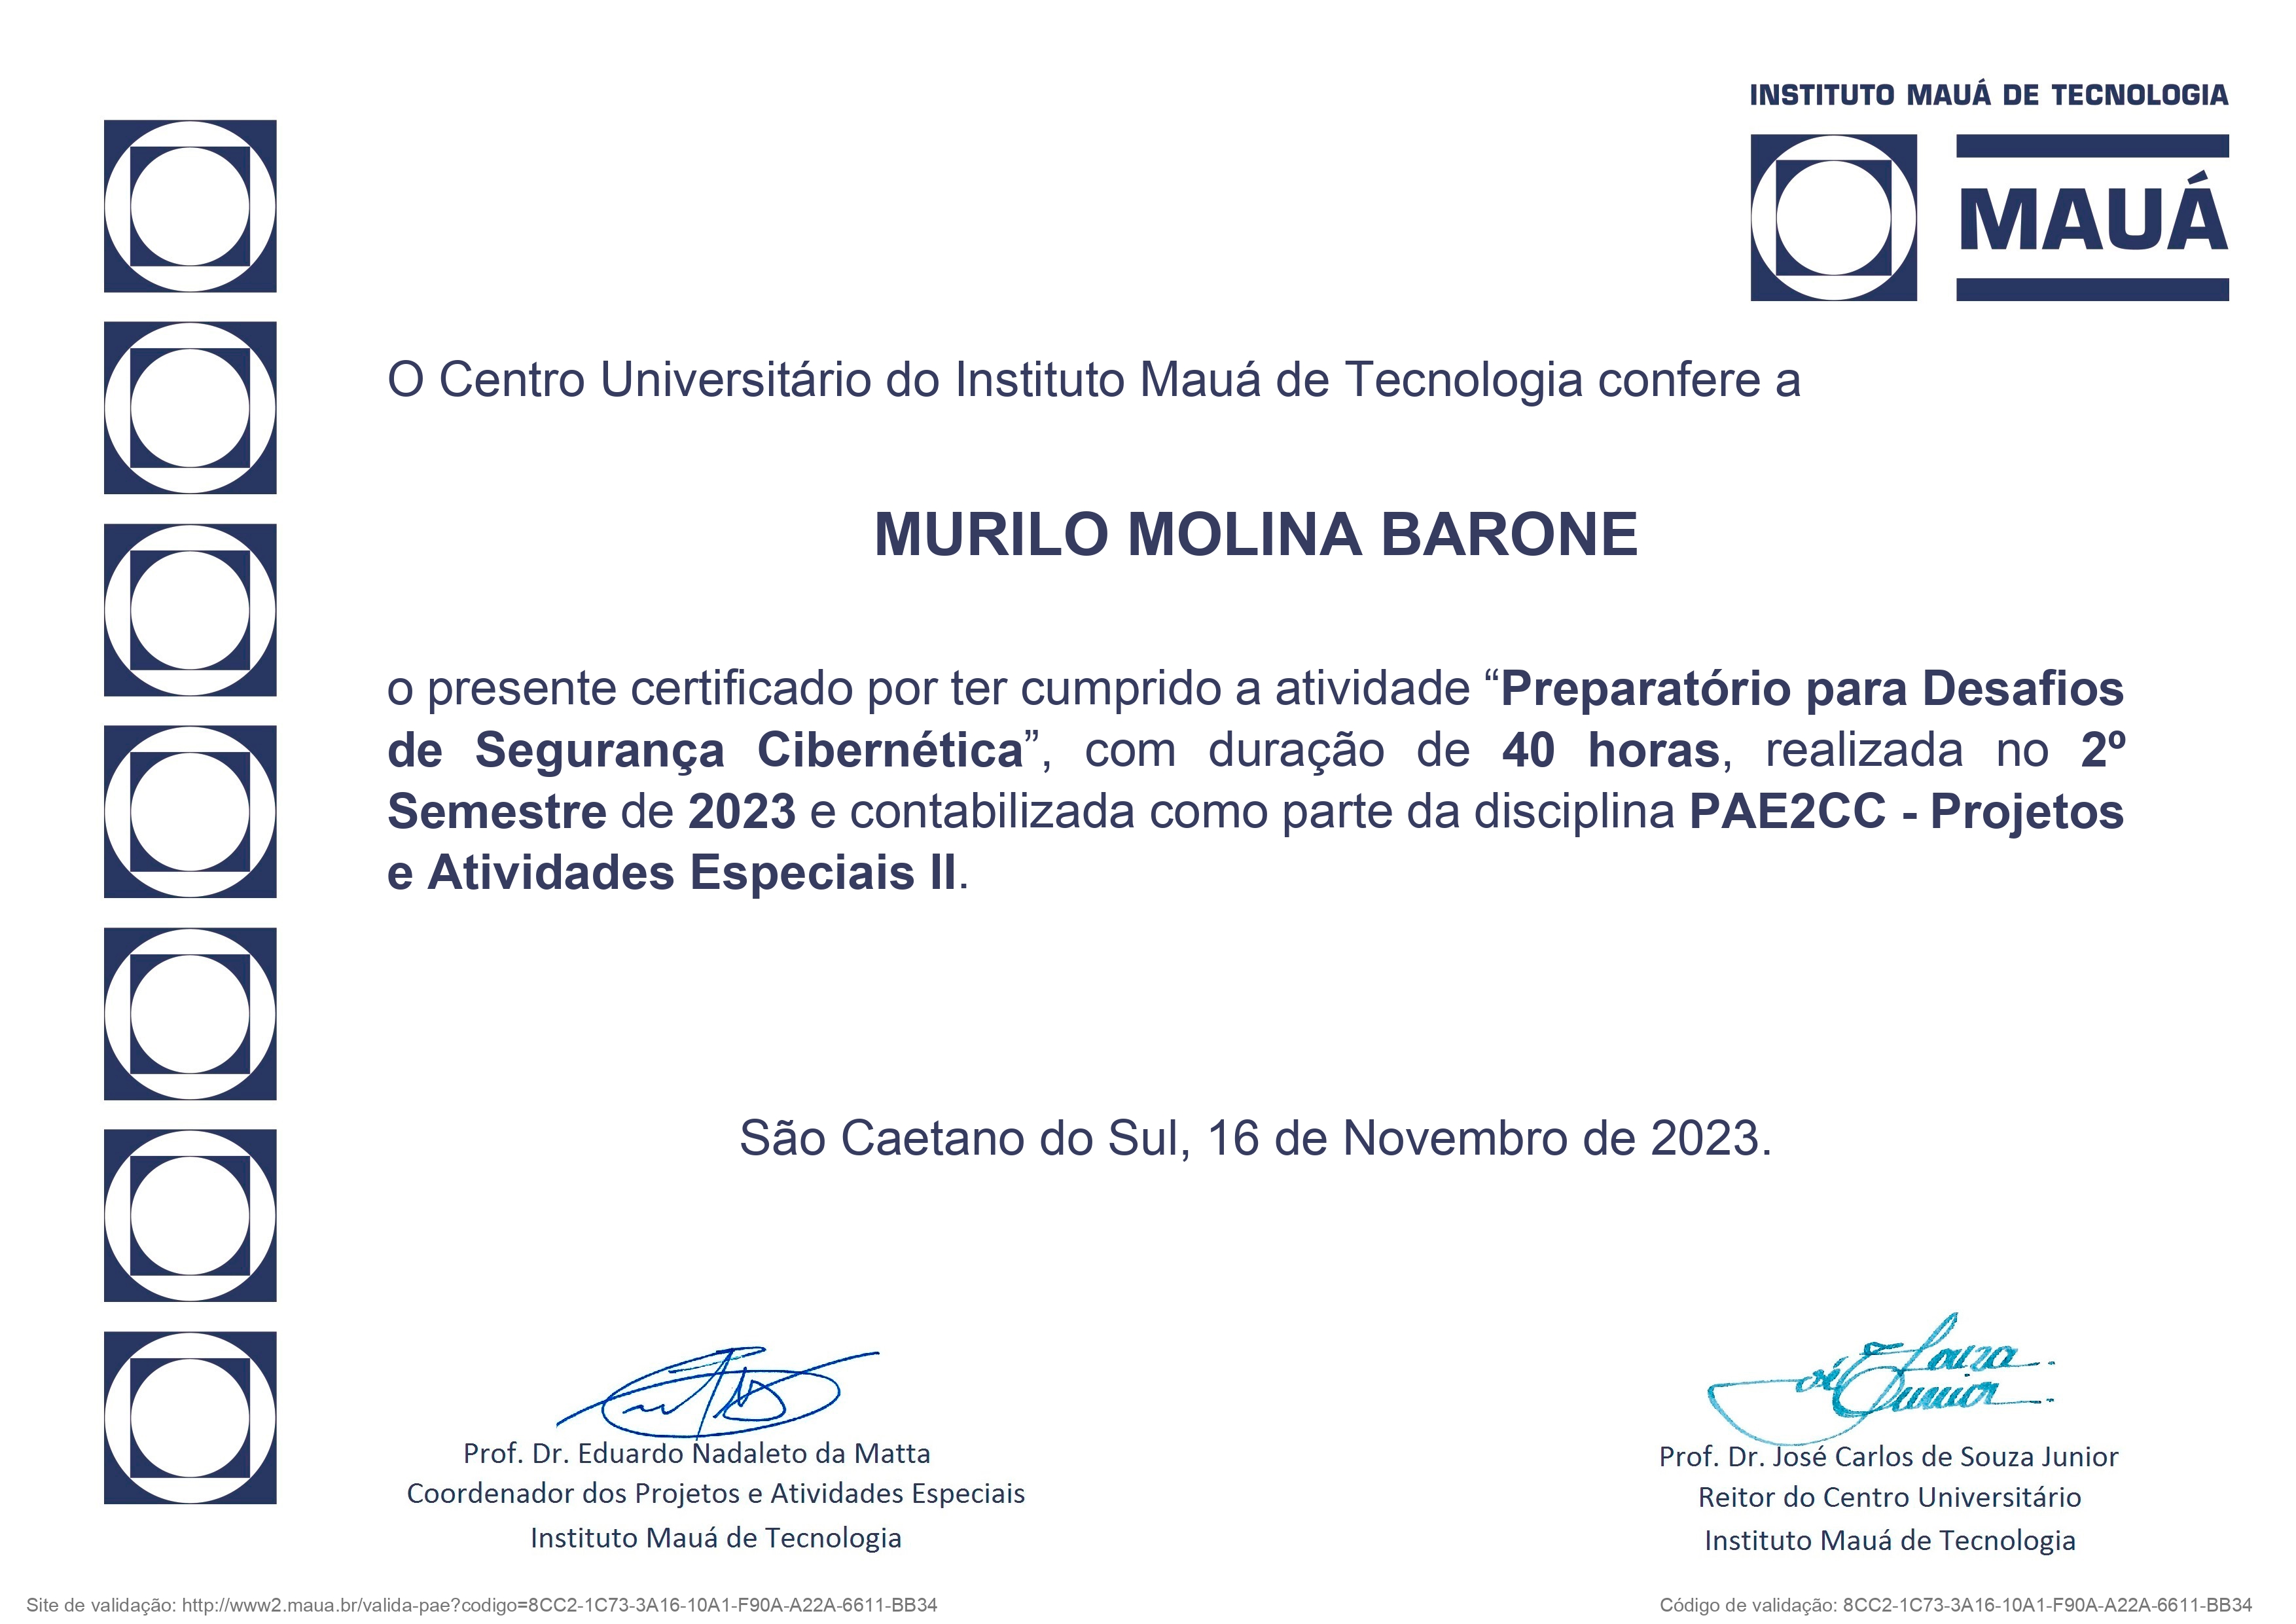 INSTITUTO MAUÁ DE TECNOLOGIA
MAUÁ
O Centro Universitário do Instituto Mauá de Tecnologia confere a
MURILO MOLINA BARONE
o presente certificado por ter cumprido a atividade “Preparatório para Desafios
de Segurança Cibernética”, com duração de 40 horas, realizada no 2º
Semestre de 2023 e contabilizada como parte da disciplina PAE2CC - Projetos
e Atividades Especiais II.
São Caetano do Sul, 16 de Novembro de 2023.
Souza
Junior
Prof. Dr. Eduardo Nadaleto da Matta
Coordenador dos Projetos e Atividades Especiais
Instituto Mauá de Tecnologia
Prof. Dr. José Carlos de Souza Junior
Reitor do Centro Universitário
Instituto Mauá de Tecnologia
Site de validação: http://www2.maua.br/valida-pae?codigo=8CC2-1C73-3A16-10A1-F90A-A22A-6611-BB34
Código de validação: 8CC2-1C73-3A16-10A1-F90A-A22A-6611-BB34